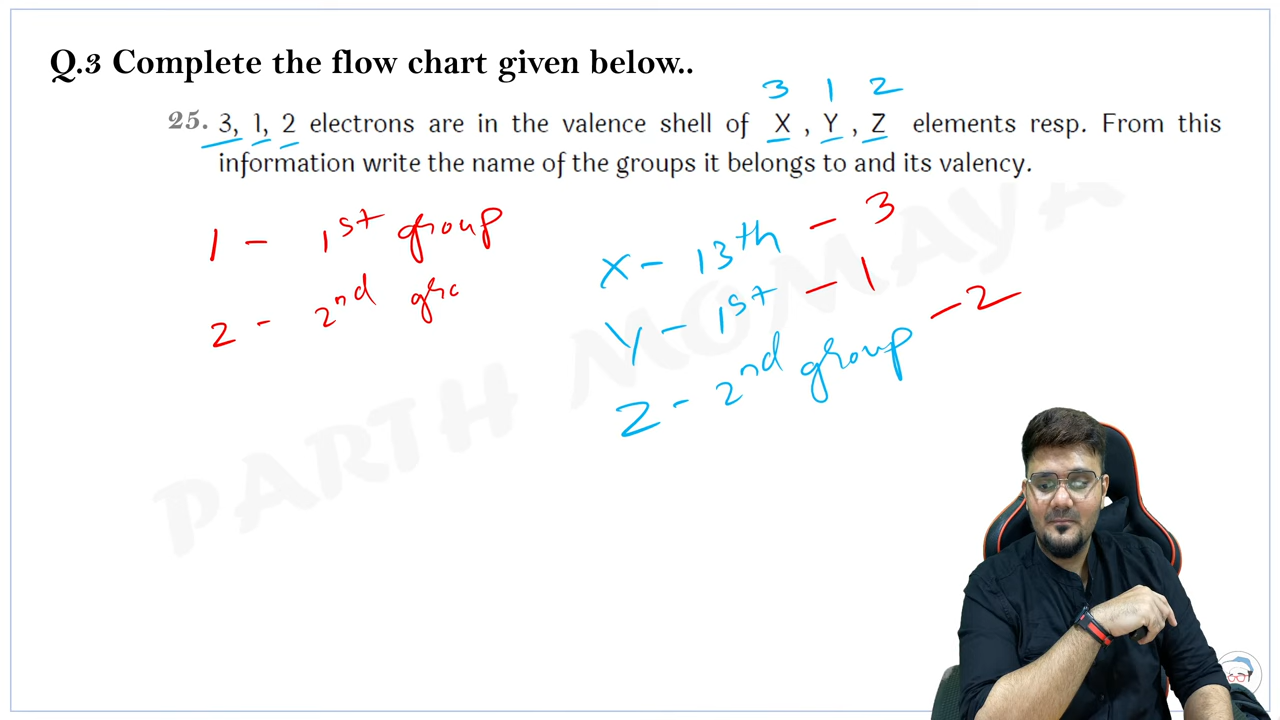 Q.3 Complete the flow chart given below..
3 1 2
25. 3, 1, 2 electrons are in the valence shell of X , Y , Z elements resp. From this
information write the name of the groups it belongs to and its valency.
1 - 1st group
2 - 2nd gro
X - 13th - 3
Y - 1st - 1
Z - 2nd group - 2
PARTH MOMAYA